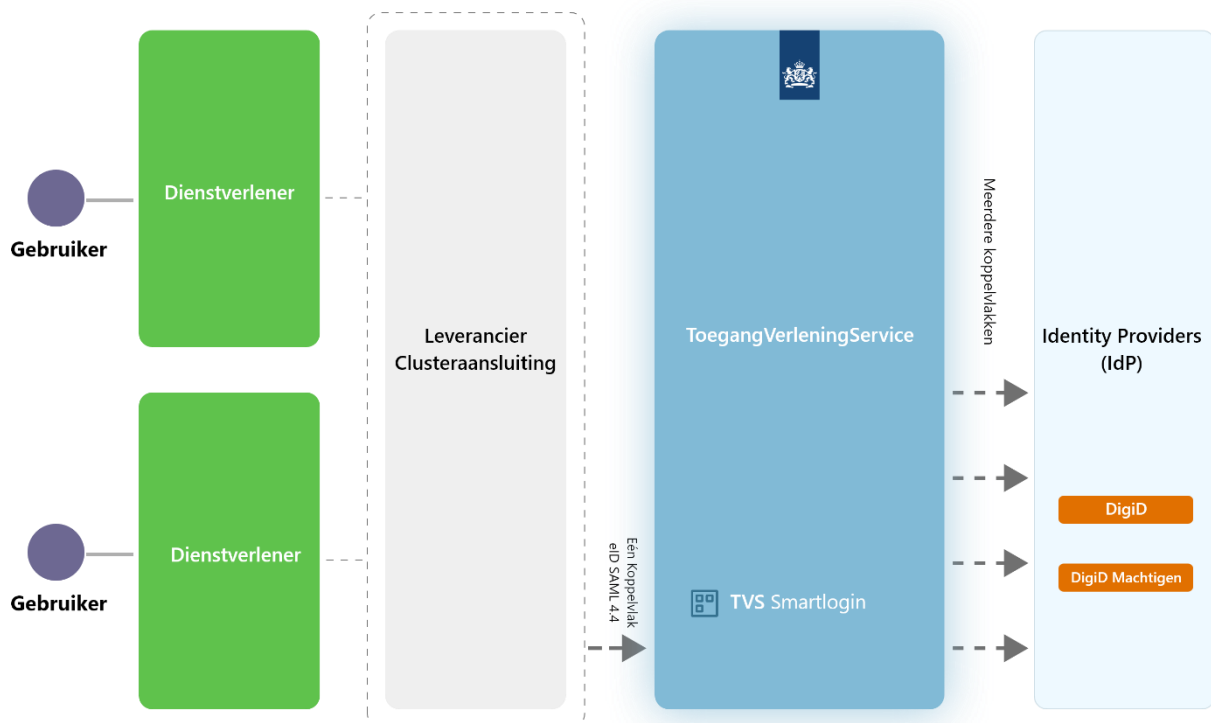 Gebruiker
Dienstverlener
Gebruiker
Dienstverlener
Leverancier
Clusteraansluiting
Eén Koppelvlak
eID SAML 4.4
ToegangVerleningService
TVS Smartlogin
Meerdere koppelvlakken
Identity Providers
(IdP)
DigiD
DigiD Machtigen